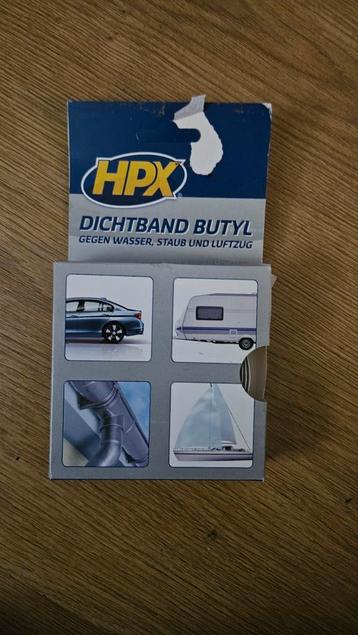 HPX
DICHTBAND BUTYL
GEGEN WASSER, STAUB UND LUFTZUG